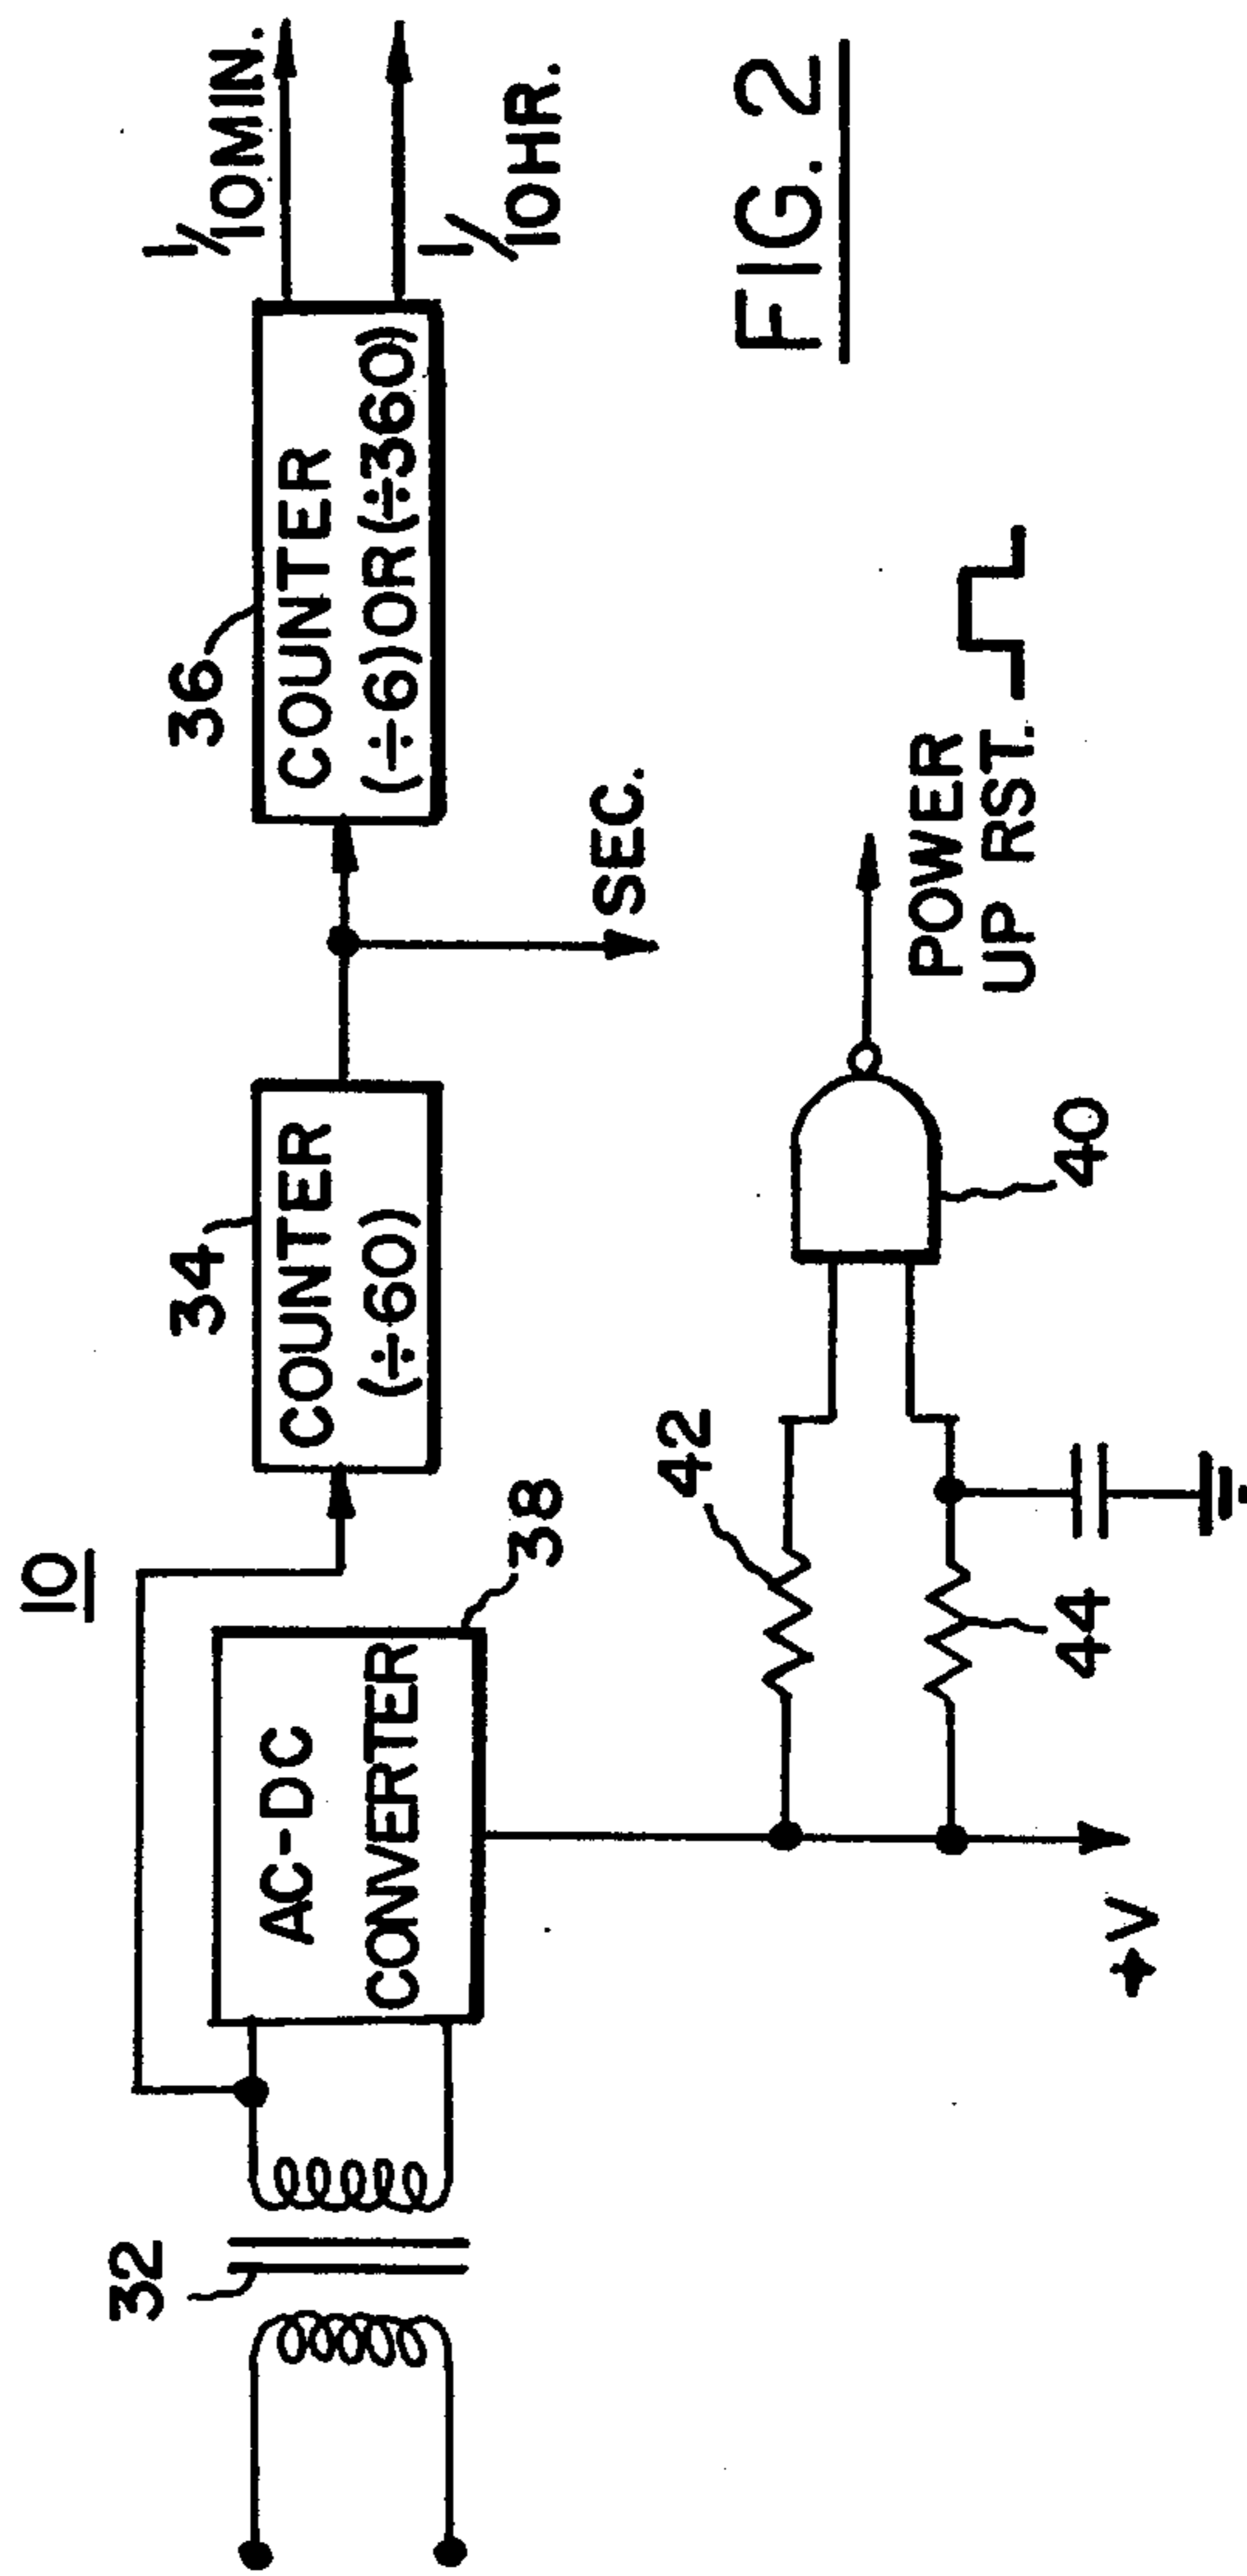 10
32
AC-DC
CONVERTER
38
34
COUNTER
(÷60)
36
COUNTER
(÷6)OR(÷360)
1/10MIN.
1/10HR.
SEC.
42
44
40
+V
POWER
UP RST.
FIG. 2